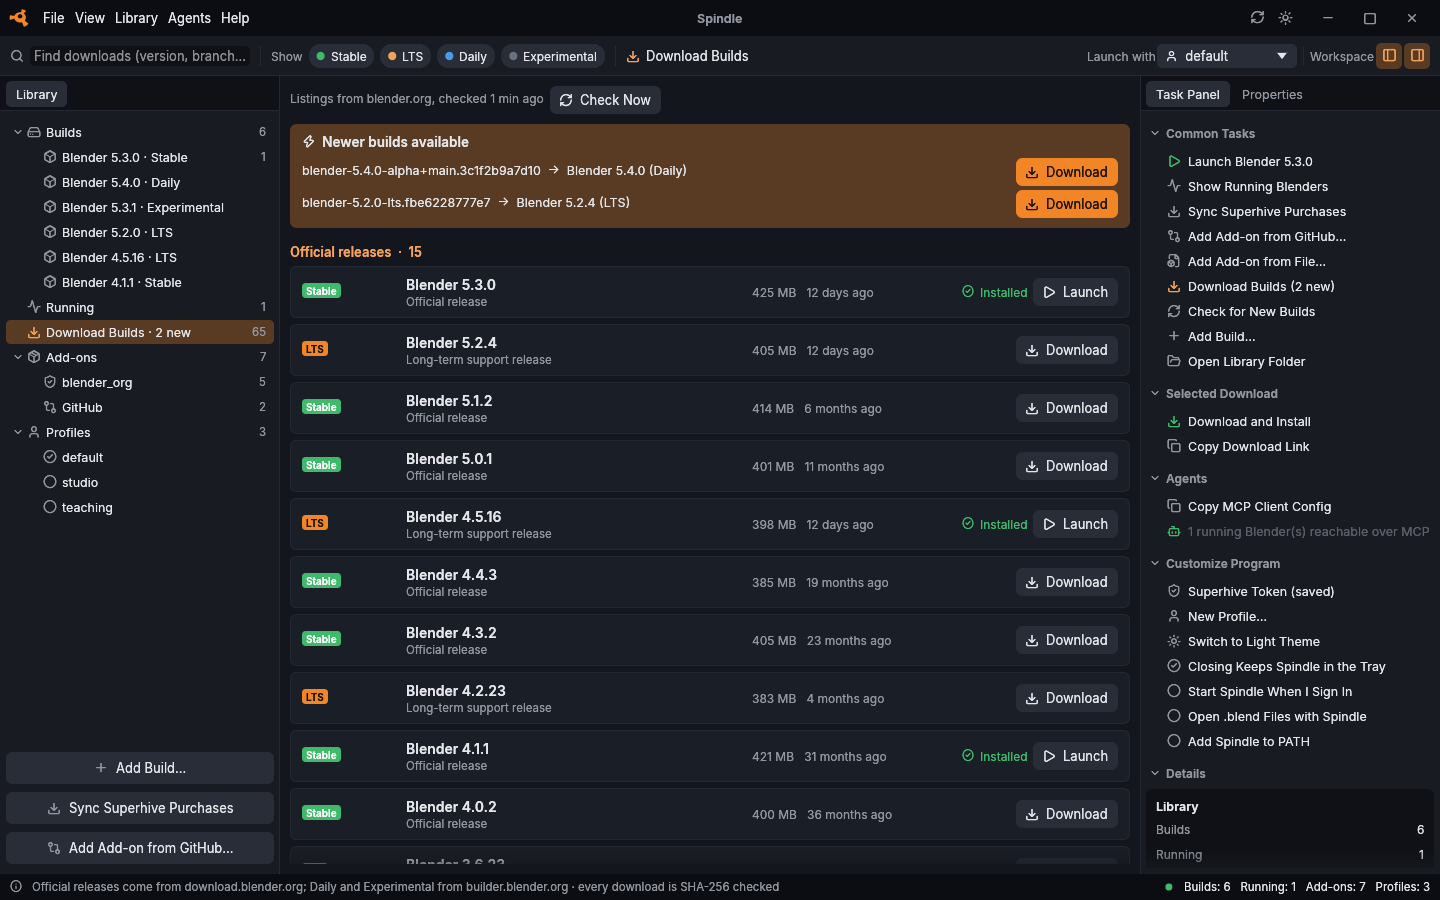 File View Library Agents Help
Spindle
Find downloads (version, branch...
Show Stable LTS Daily Experimental
Download Builds
Launch with default
Workspace
Library
Builds 6
Blender 5.3.0 · Stable 1
Blender 5.4.0 · Daily
Blender 5.3.1 · Experimental
Blender 5.2.0 · LTS
Blender 4.5.16 · LTS
Blender 4.1.1 · Stable
Running 1
Download Builds · 2 new 65
Add-ons 7
blender_org 5
GitHub 2
Profiles 3
default
studio
teaching
Add Build...
Sync Superhive Purchases
Add Add-on from GitHub...
Listings from blender.org, checked 1 min ago Check Now
Newer builds available
blender-5.4.0-alpha+main.3c1f2b9a7d10 → Blender 5.4.0 (Daily) Download
blender-5.2.0-lts.fbe6228777e7 → Blender 5.2.4 (LTS) Download
Official releases · 15
Stable Blender 5.3.0 425 MB 12 days ago Installed Launch
Official release
LTS Blender 5.2.4 405 MB 12 days ago Download
Long-term support release
Stable Blender 5.1.2 414 MB 6 months ago Download
Official release
Stable Blender 5.0.1 401 MB 11 months ago Download
Official release
LTS Blender 4.5.16 398 MB 12 days ago Installed Launch
Long-term support release
Stable Blender 4.4.3 385 MB 19 months ago Download
Official release
Stable Blender 4.3.2 405 MB 23 months ago Download
Official release
LTS Blender 4.2.23 383 MB 4 months ago Download
Long-term support release
Stable Blender 4.1.1 421 MB 31 months ago Installed Launch
Official release
Stable Blender 4.0.2 400 MB 36 months ago Download
Official release
Blender 3.6.23
Task Panel Properties
Common Tasks
Launch Blender 5.3.0
Show Running Blenders
Sync Superhive Purchases
Add Add-on from GitHub...
Add Add-on from File...
Download Builds (2 new)
Check for New Builds
Add Build...
Open Library Folder
Selected Download
Download and Install
Copy Download Link
Agents
Copy MCP Client Config
1 running Blender(s) reachable over MCP
Customize Program
Superhive Token (saved)
New Profile...
Switch to Light Theme
Closing Keeps Spindle in the Tray
Start Spindle When I Sign In
Open .blend Files with Spindle
Add Spindle to PATH
Details
Library
Builds 6
Running 1
Official releases come from download.blender.org; Daily and Experimental from builder.blender.org · every download is SHA-256 checked
Builds: 6 Running: 1 Add-ons: 7 Profiles: 3